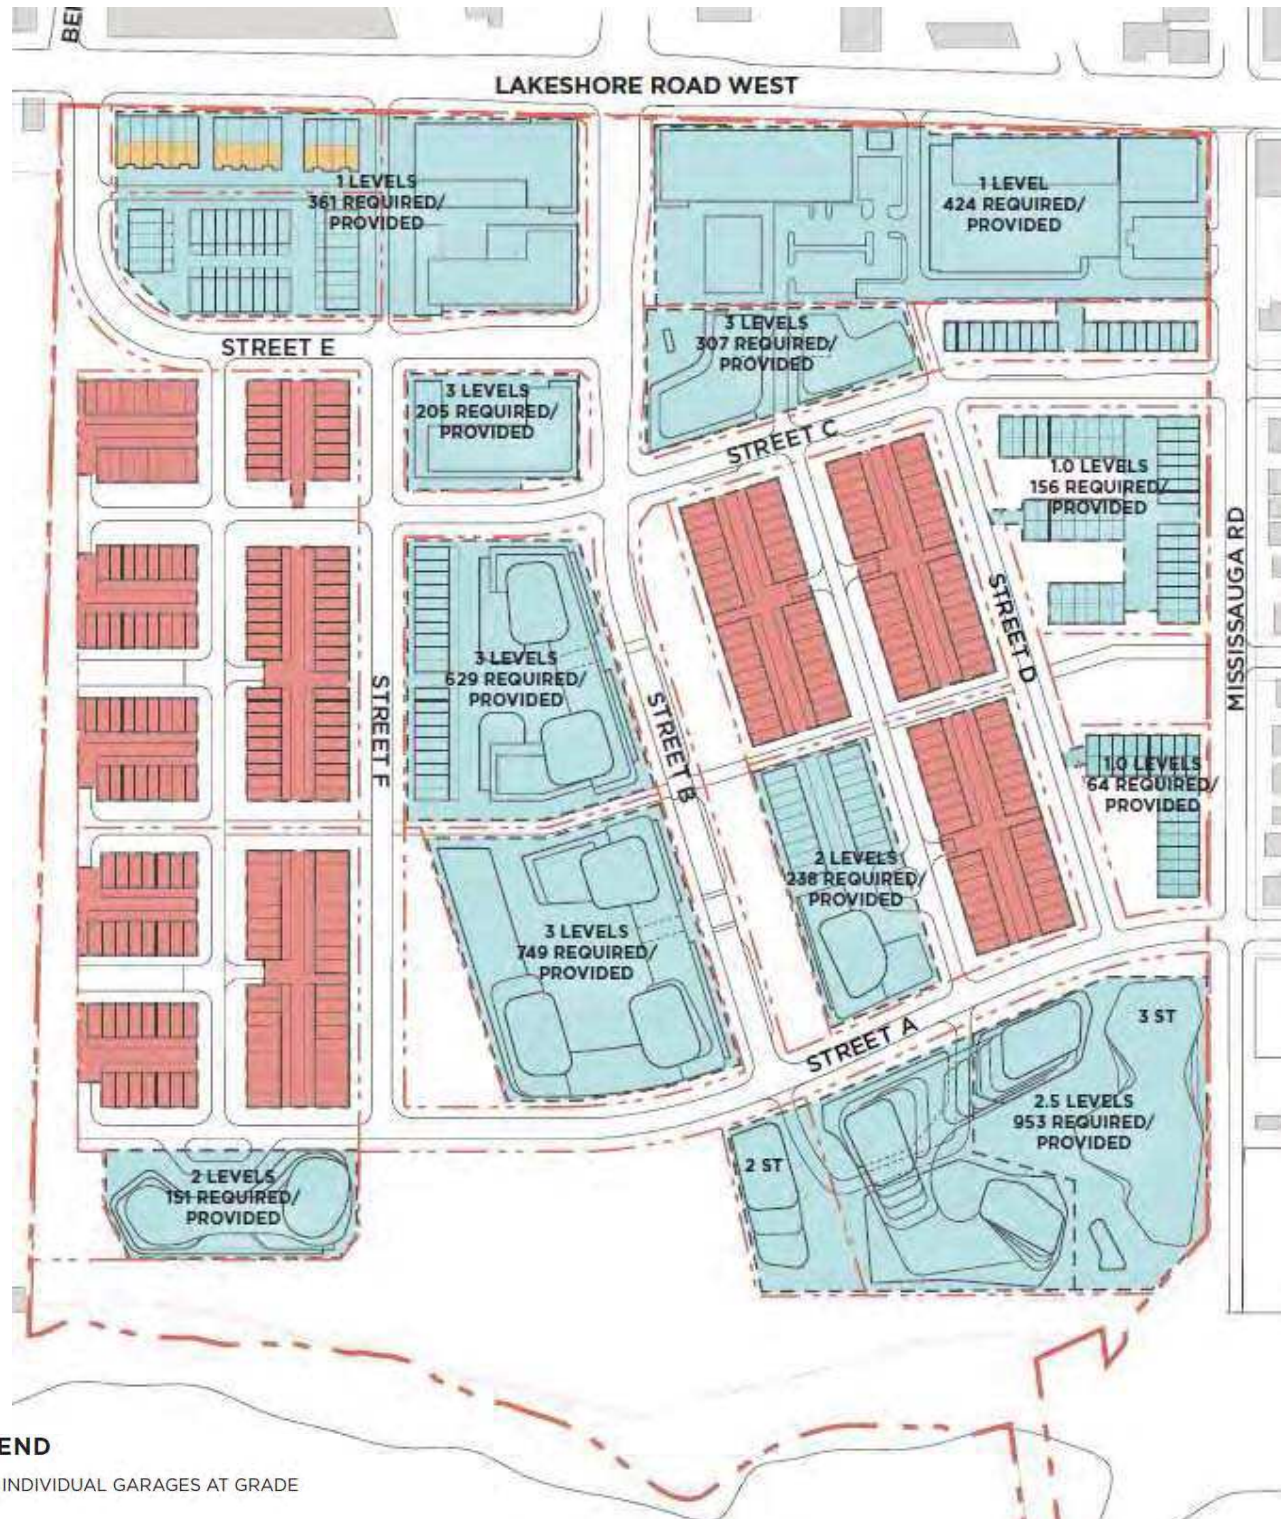 BEI
LAKESHORE ROAD WEST
1 LEVELS
361 REQUIRED/
PROVIDED
1 LEVEL
424 REQUIRED/
PROVIDED
STREET E
3 LEVELS
307 REQUIRED/
PROVIDED
3 LEVELS
205 REQUIRED/
PROVIDED
STREET C
1.0 LEVELS
156 REQUIRED/
PROVIDED
MISSISSAUGA RD
STREET D
3 LEVELS
629 REQUIRED/
PROVIDED
STREET F
STREET B
1.0 LEVELS
64 REQUIRED/
PROVIDED
2 LEVELS
238 REQUIRED/
PROVIDED
3 LEVELS
749 REQUIRED/
PROVIDED
STREET A
3 ST
2.5 LEVELS
953 REQUIRED/
PROVIDED
2 ST
2 LEVELS
151 REQUIRED/
PROVIDED
END
INDIVIDUAL GARAGES AT GRADE